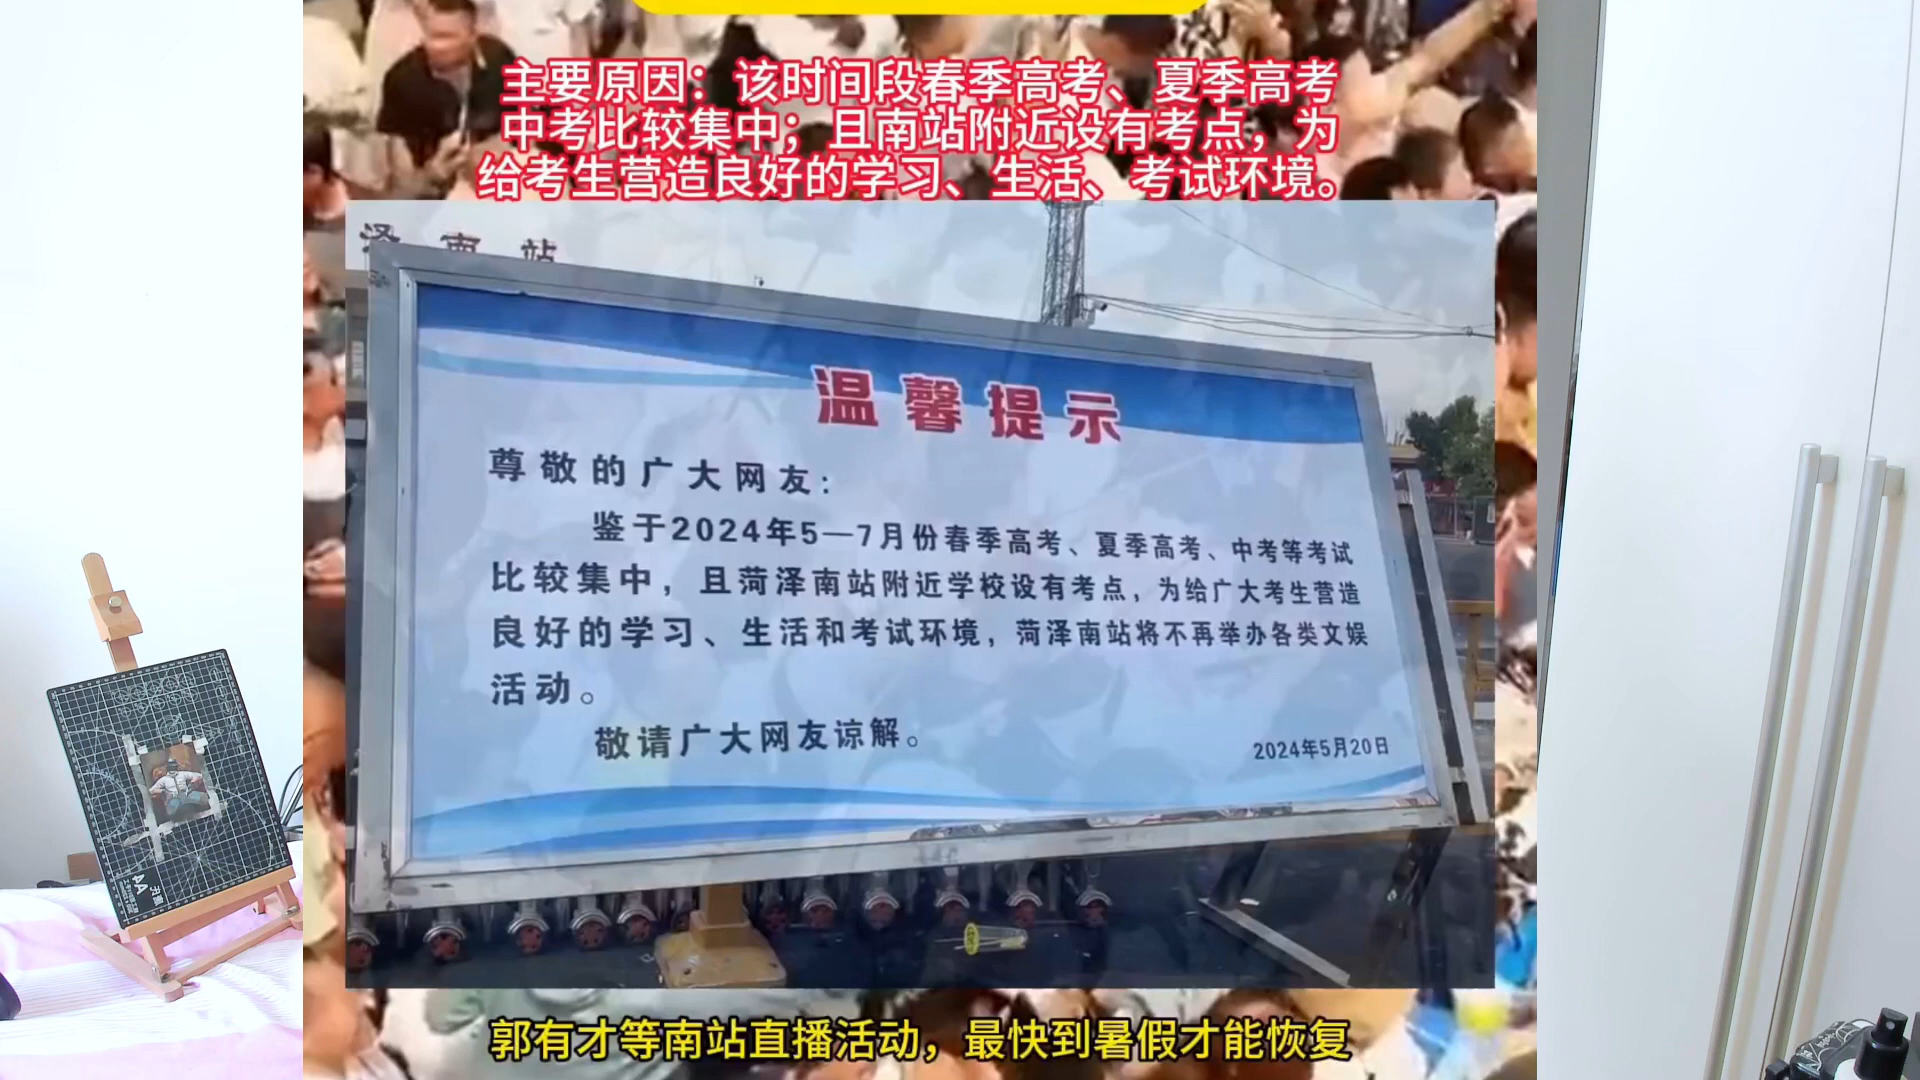 主要原因：该时间段春季高考、夏季高考
中考比较集中；且南站附近设有考点，为
给考生营造良好的学习、生活、考试环境。
泽南站
温馨提示
尊敬的广大网友：
鉴于2024年5—7月份春季高考、夏季高考、中考等考试
比较集中，且菏泽南站附近学校设有考点，为给广大考生营造
良好的学习、生活和考试环境，菏泽南站将不再举办各类文娱
活动。
敬请广大网友谅解。
2024年5月20日
郭有才等南站直播活动，最快到暑假才能恢复